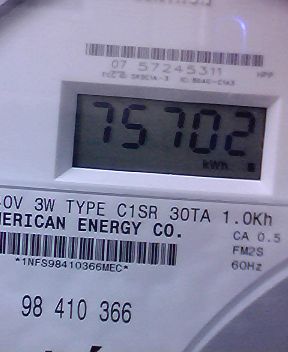 07 57245311
75702
kWh
0V 3W TYPE C1SR 30TA 1.0Kh
MERICAN ENERGY CO.
CA 0.5
FM2S
60Hz
*1NFS98410366MEC*
98 410 366